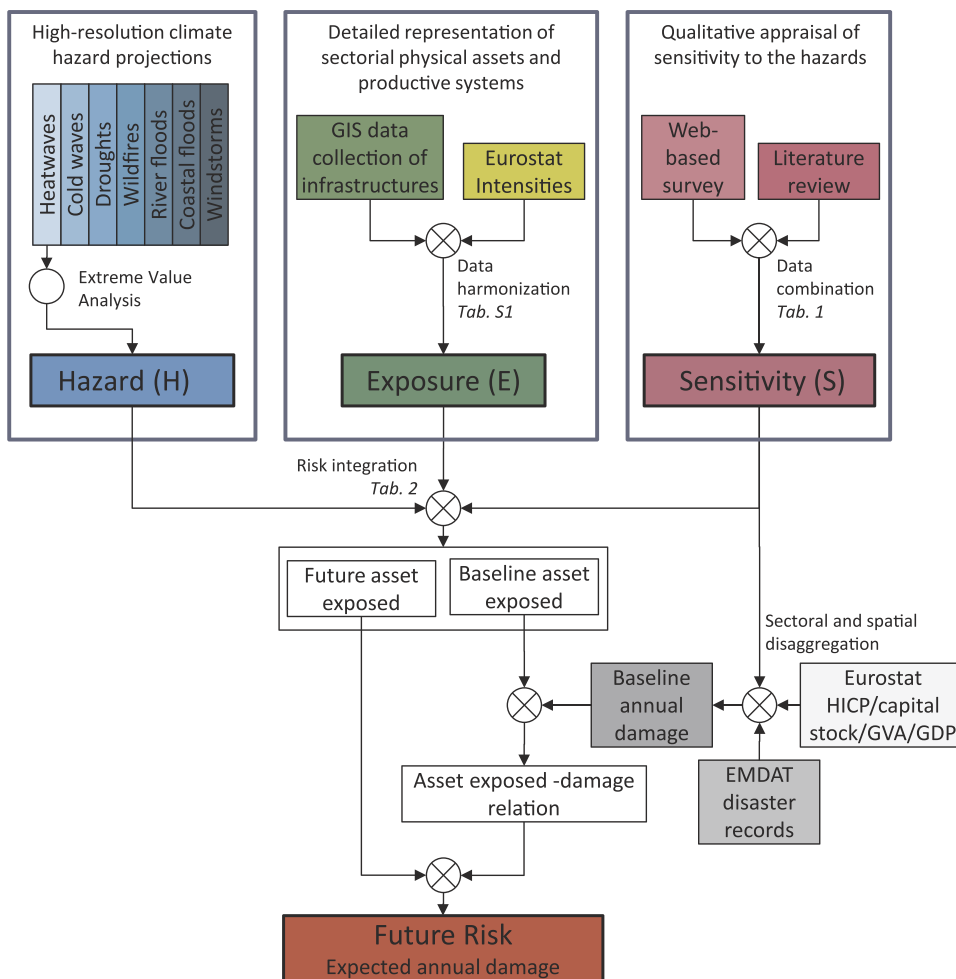 High-resolution climate
hazard projections
Heatwaves
Cold waves
Droughts
Wildfires
River floods
Coastal floods
Windstorms
Extreme Value
Analysis
Hazard (H)
Detailed representation of
sectorial physical assets and
productive systems
GIS data
collection of
infrastructures
Eurostat
Intensities
Data
harmonization
Tab. S1
Exposure (E)
Qualitative appraisal of
sensitivity to the hazards
Web-
based
survey
Literature
review
Data
combination
Tab. 1
Sensitivity (S)
Risk integration
Tab. 2
Future asset
exposed
Baseline asset
exposed
Sectoral and spatial
disaggregation
Baseline
annual
damage
Eurostat
HICP/capital
stock/GVA/GDP
EMDAT
disaster
records
Asset exposed -damage
relation
Future Risk
Expected annual damage